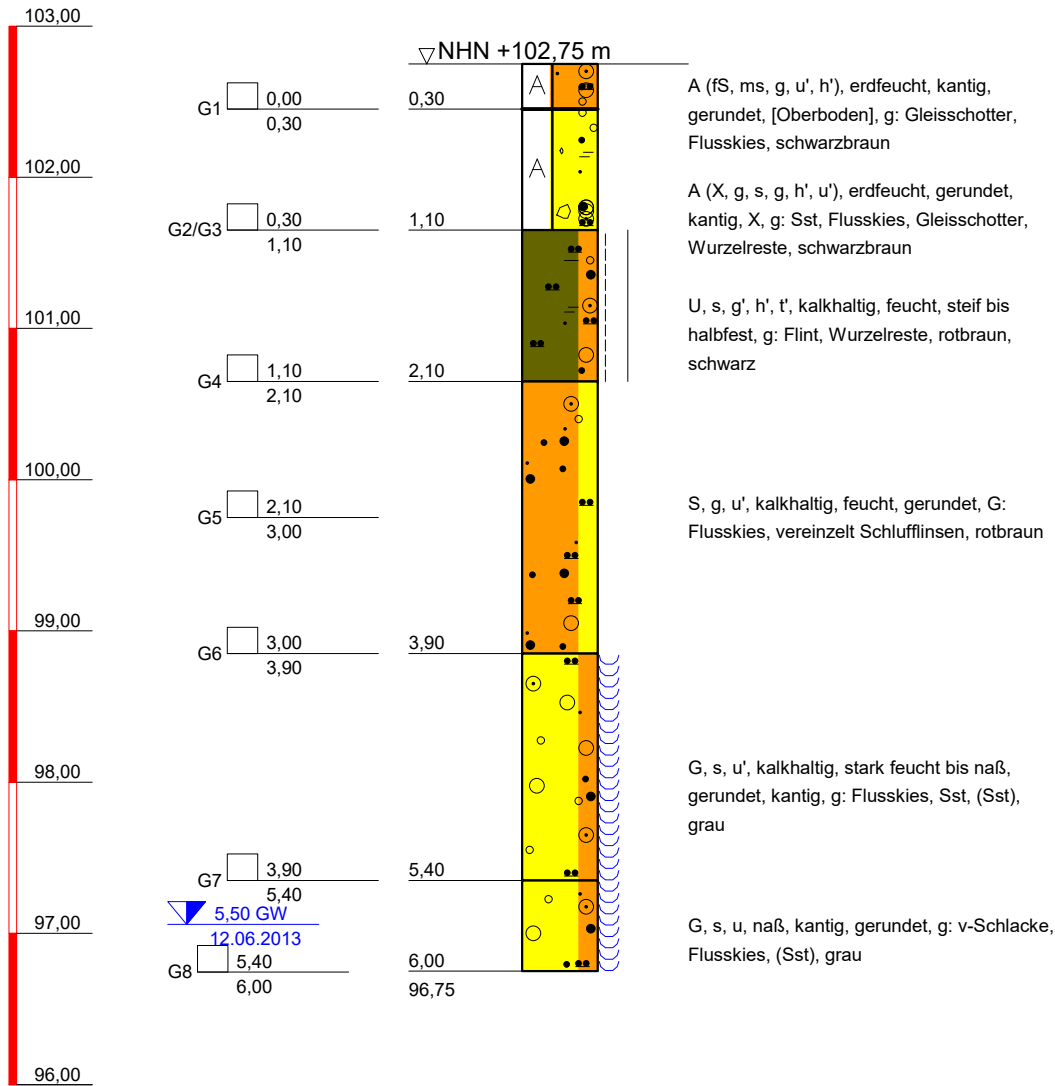 103,00
NHN +102,75 m
G1
0,00
0,30
0,30
A
A (fS, ms, g, u', h'), erdfeucht, kantig,
gerundet, [Oberboden], g: Gleisschotter,
Flusskies, schwarzbraun
102,00
G2/G3
0,30
1,10
1,10
A
A (X, g, s, g, h', u'), erdfeucht, gerundet,
kantig, X, g: Sst, Flusskies, Gleisschotter,
Wurzelreste, schwarzbraun
101,00
G4
1,10
2,10
2,10
U, s, g', h', t', kalkhaltig, feucht, steif bis
halbfest, g: Flint, Wurzelreste, rotbraun,
schwarz
100,00
G5
2,10
3,00
S, g, u', kalkhaltig, feucht, gerundet, G:
Flusskies, vereinzelt Schlufflinsen, rotbraun
99,00
G6
3,00
3,90
3,90
98,00
G, s, u', kalkhaltig, stark feucht bis naß,
gerundet, kantig, g: Flusskies, Sst, (Sst),
grau
G7
3,90
5,40
5,40
5,50 GW
12.06.2013
97,00
G, s, u, naß, kantig, gerundet, g: v-Schlacke,
Flusskies, (Sst), grau
G8
5,40
6,00
6,00
96,75
96,00